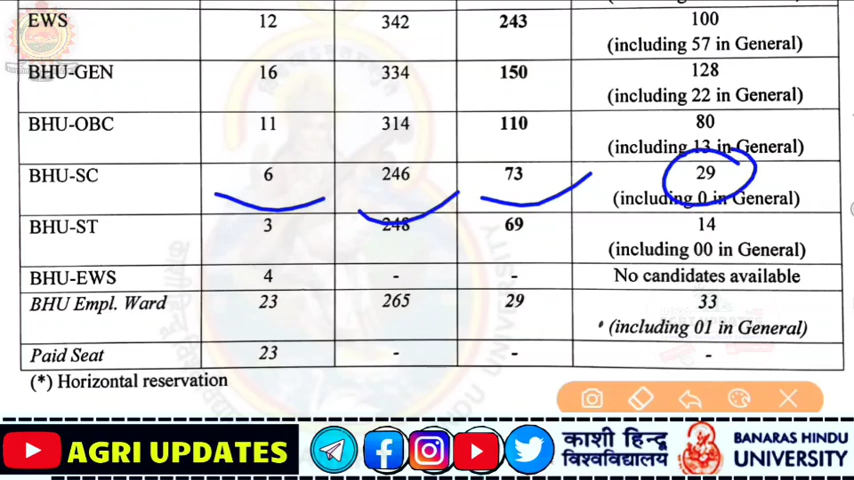 EWS 12 342 243 100
(including 57 in General)
BHU-GEN 16 334 150 128
(including 22 in General)
BHU-OBC 11 314 110 80
(including 13 in General)
BHU-SC 6 246 73 29
(including 0 in General)
BHU-ST 3 248 69 14
(including 00 in General)
BHU-EWS 4 - - No candidates available
BHU Empl. Ward 23 265 29 33
(including 01 in General)
Paid Seat 23 - - -
(*) Horizontal reservation
AGRI UPDATES
काशी हिन्दू
विश्वविद्यालय
BANARAS HINDU
UNIVERSITY